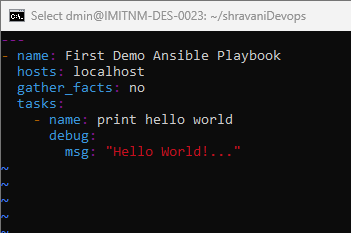 Select dmin@IMITNM-DES-0023: ~/shravaniDevops
---
- name: First Demo Ansible Playbook
  hosts: localhost
  gather_facts: no
  tasks:
    - name: print hello world
      debug:
        msg: "Hello World!..."
~
~
~
~
~